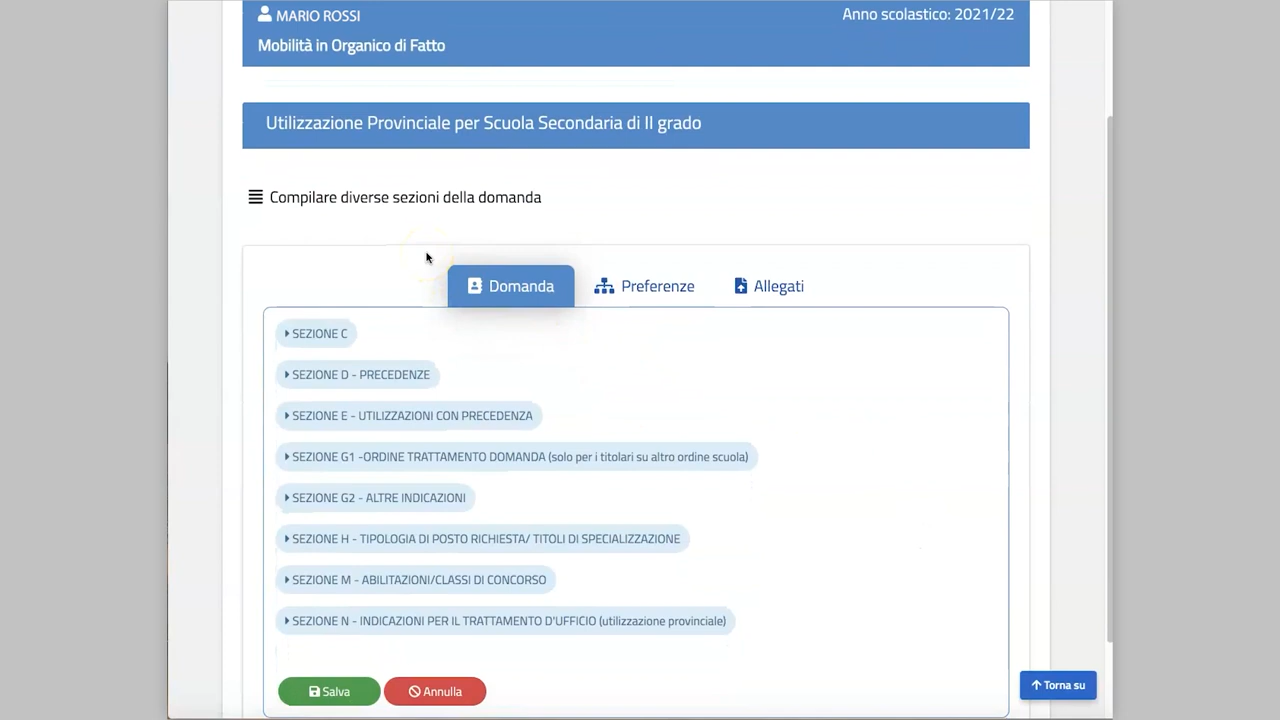 MARIO ROSSI
Anno scolastico: 2021/22
Mobilità in Organico di Fatto
Utilizzazione Provinciale per Scuola Secondaria di II grado
Compilare diverse sezioni della domanda
Domanda
Preferenze
Allegati
SEZIONE C
SEZIONE D - PRECEDENZE
SEZIONE E - UTILIZZAZIONI CON PRECEDENZA
SEZIONE G1 -ORDINE TRATTAMENTO DOMANDA (solo per i titolari su altro ordine scuola)
SEZIONE G2 - ALTRE INDICAZIONI
SEZIONE H - TIPOLOGIA DI POSTO RICHIESTA/ TITOLI DI SPECIALIZZAZIONE
SEZIONE M - ABILITAZIONI/CLASSI DI CONCORSO
SEZIONE N - INDICAZIONI PER IL TRATTAMENTO D'UFFICIO (utilizzazione provinciale)
Salva
Annulla
Torna su